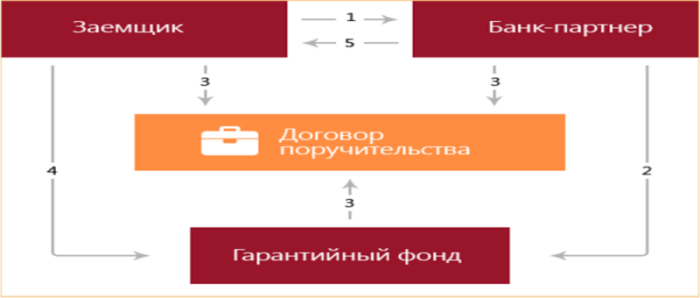 Заемщик
1
Банк-партнер
5
3
3
Договор
поручительства
4
2
3
Гарантийный фонд